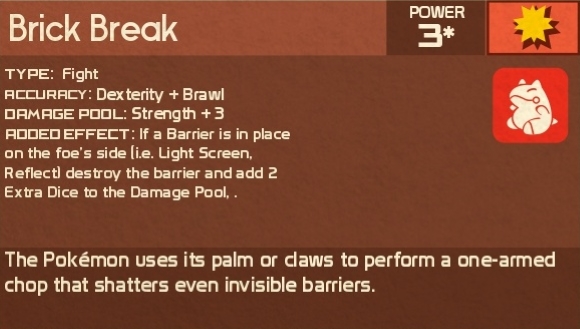 Brick Break
POWER
3*
TYPE: Fight
ACCURACY: Dexterity + Brawl
DAMAGE POOL: Strength + 3
ADDED EFFECT: If a Barrier is in place
on the foe's side (i.e. Light Screen,
Reflect) destroy the barrier and add 2
Extra Dice to the Damage Pool, .
The Pokémon uses its palm or claws to perform a one-armed
chop that shatters even invisible barriers.